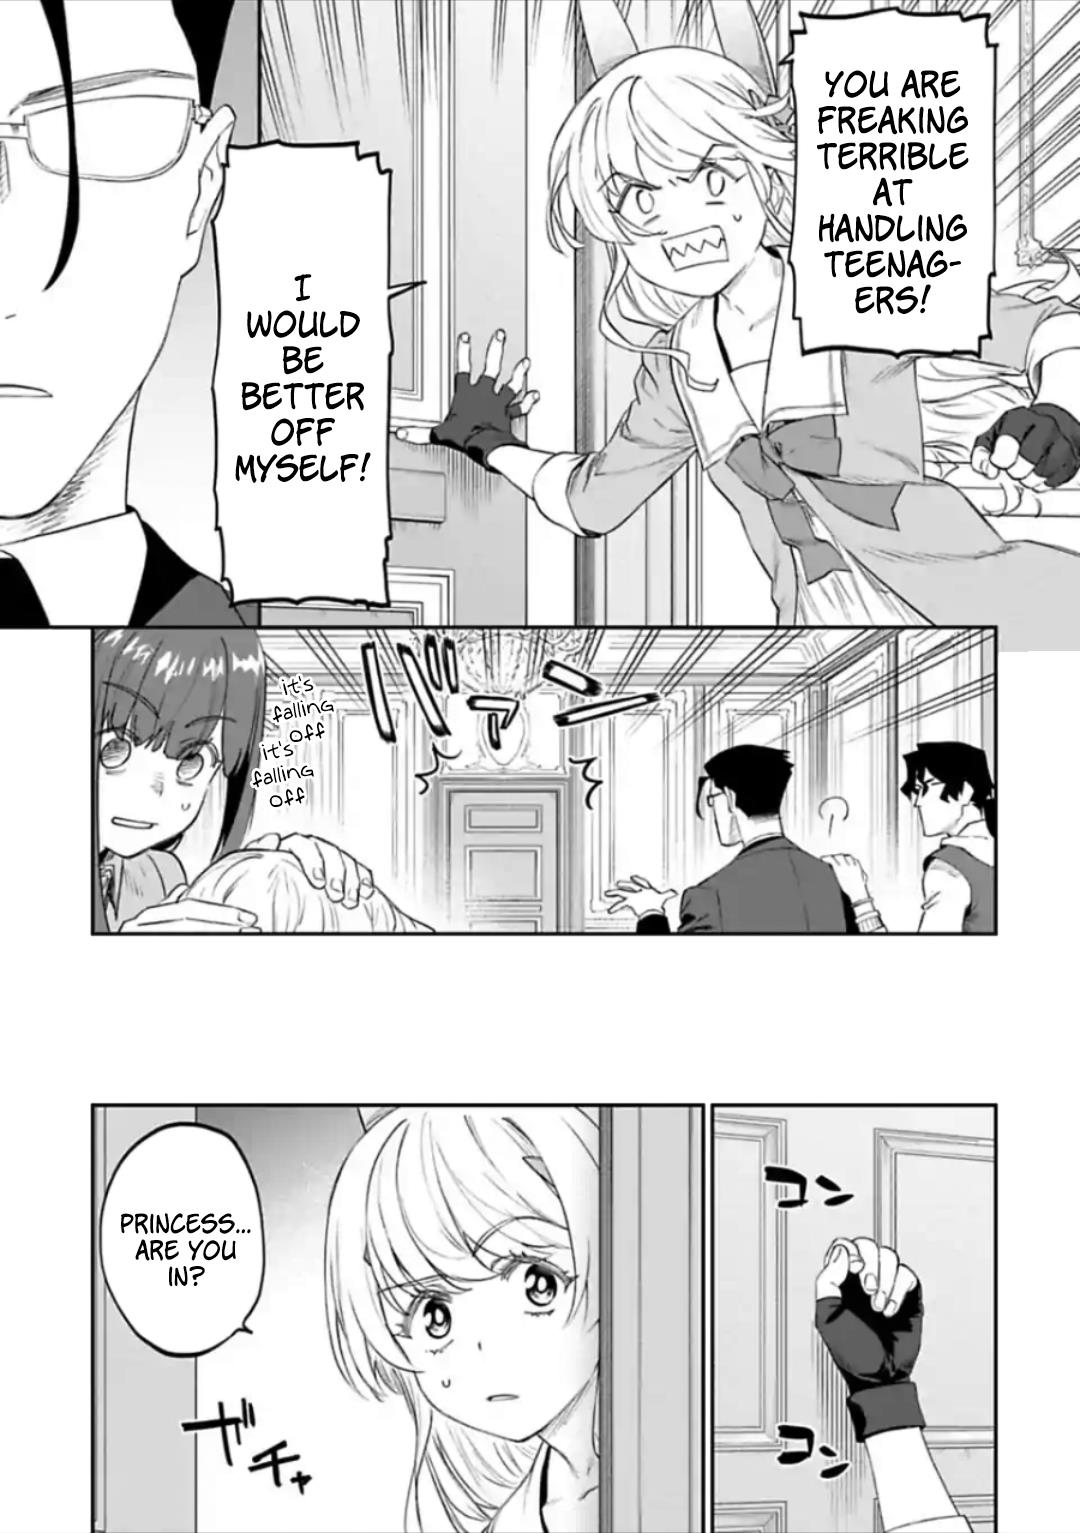 YOU ARE
FREAKING
TERRIBLE
AT
HANDLING
TEENAG-
ERS!
I
WOULD
BE
BETTER
OFF
MYSELF!
it's
falling
off
it's
falling
off
バタン
コン
コン
PRINCESS...
ARE YOU
IN?
ガチャ